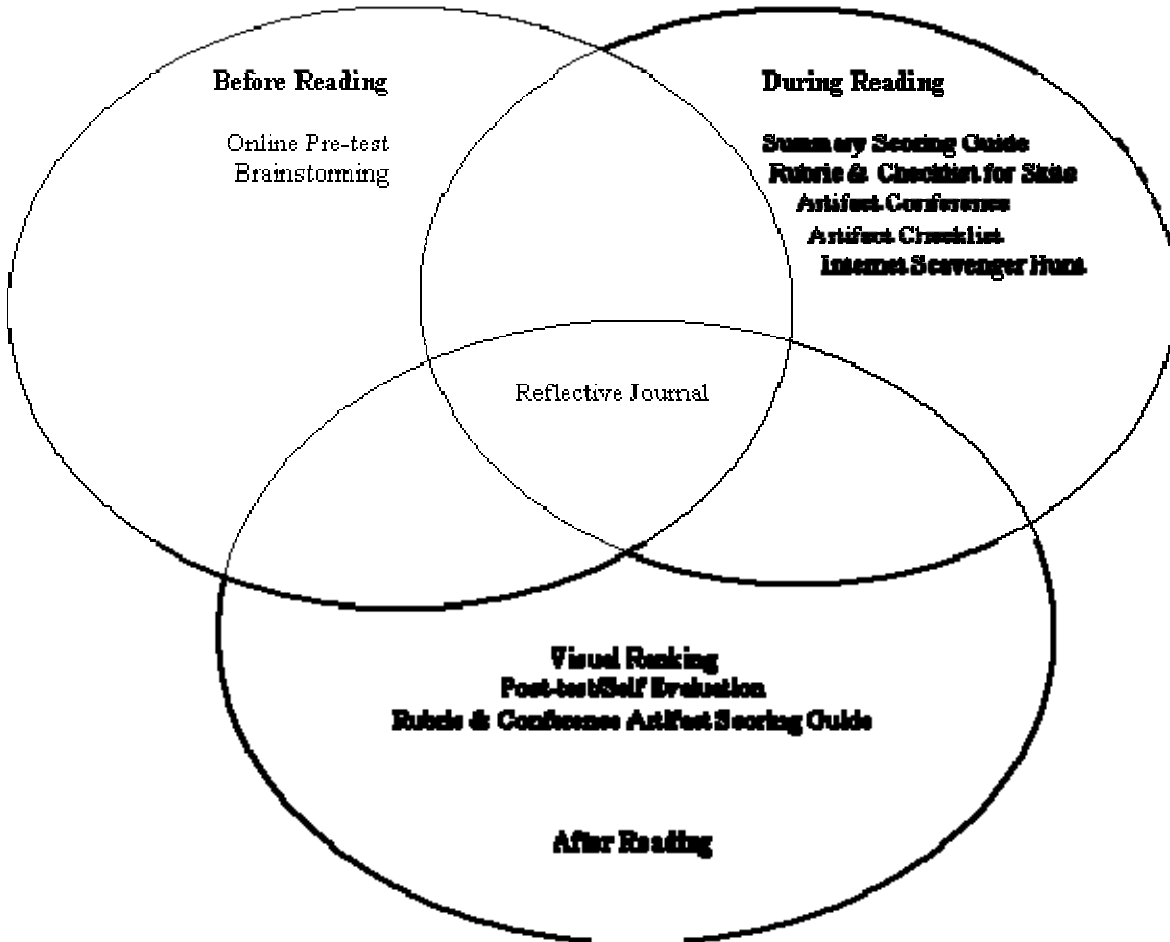 Before Reading
Online Pre-test
Brainstorming
During Reading
Summary Scoring Guide
Rubric & Checklist for Skits
Artifact Conference
Artifact Checklist
Internet Scavenger Hunt
Reflective Journal
Visual Ranking
Post-test/Self Evaluation
Rubric & Conference Artifact Scoring Guide
After Reading